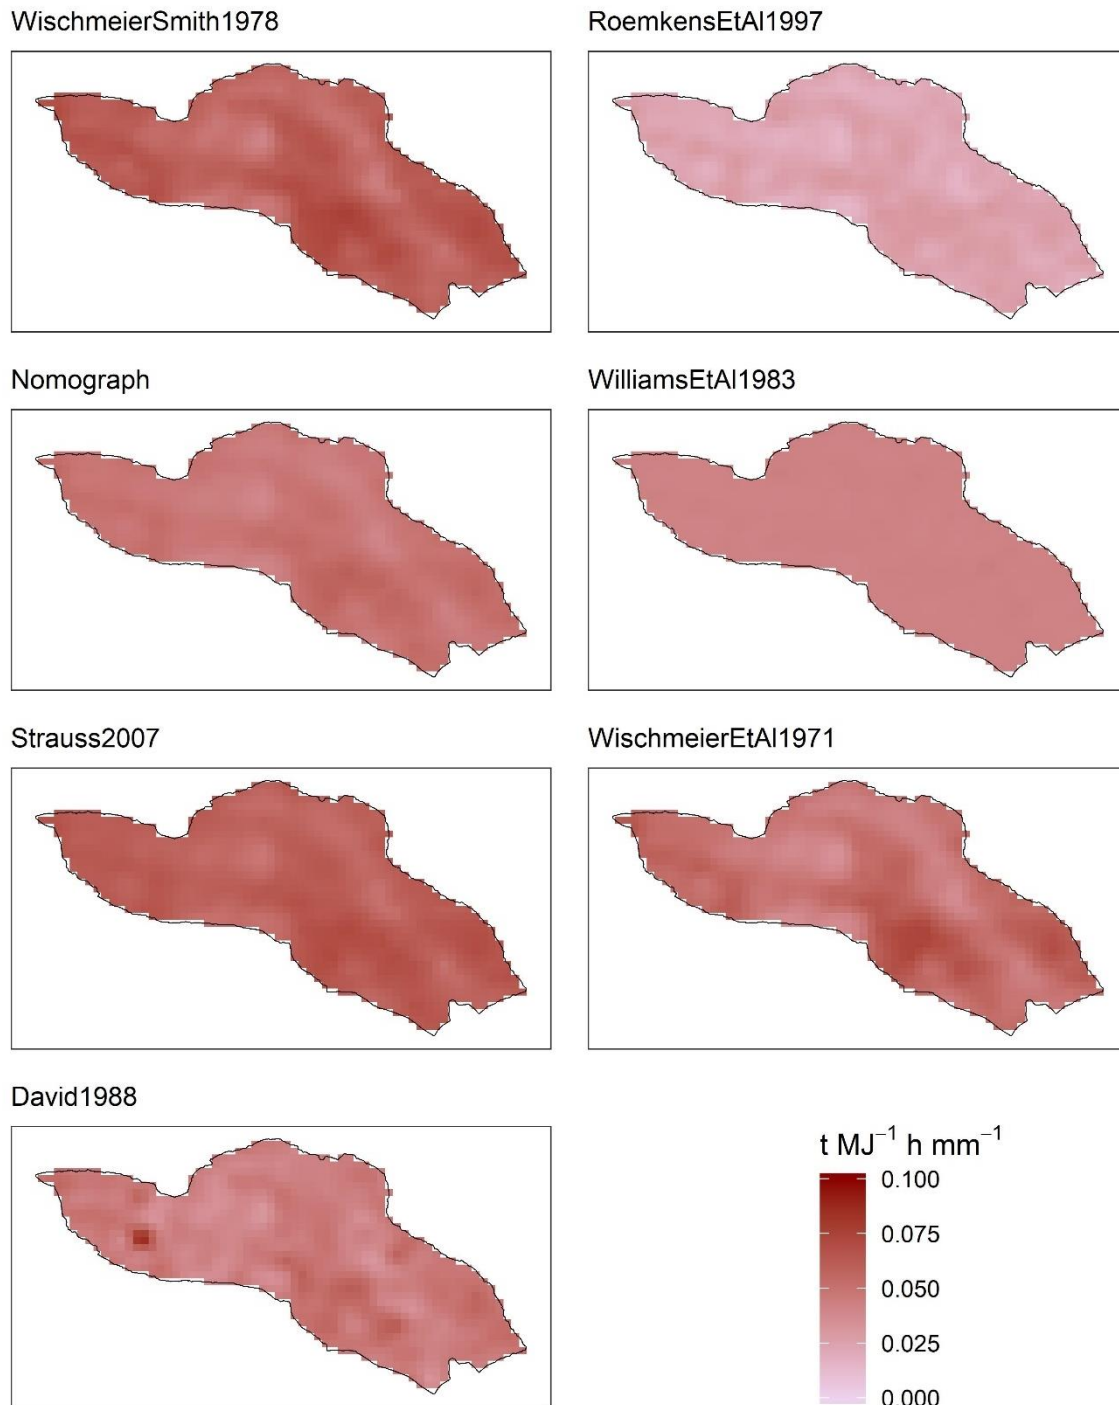 WischmeierSmith1978
RoemkensEtAl1997
Nomograph
WilliamsEtAl1983
Strauss2007
WischmeierEtAl1971
David1988
t MJ⁻¹ h mm⁻¹
0.100
0.075
0.050
0.025
0.000